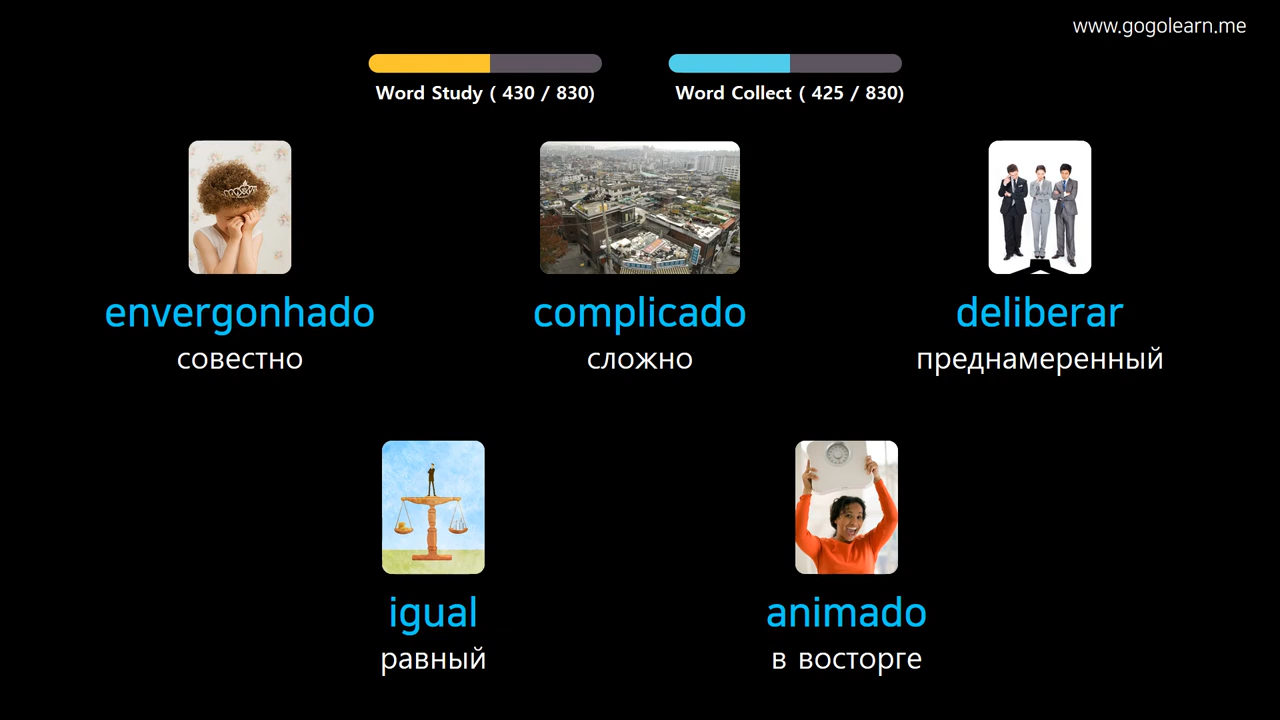 www.gogolearn.me
Word Study ( 430 / 830)
Word Collect ( 425 / 830)
envergonhado
совестно
complicado
сложно
deliberar
преднамеренный
igual
равный
animado
в восторге